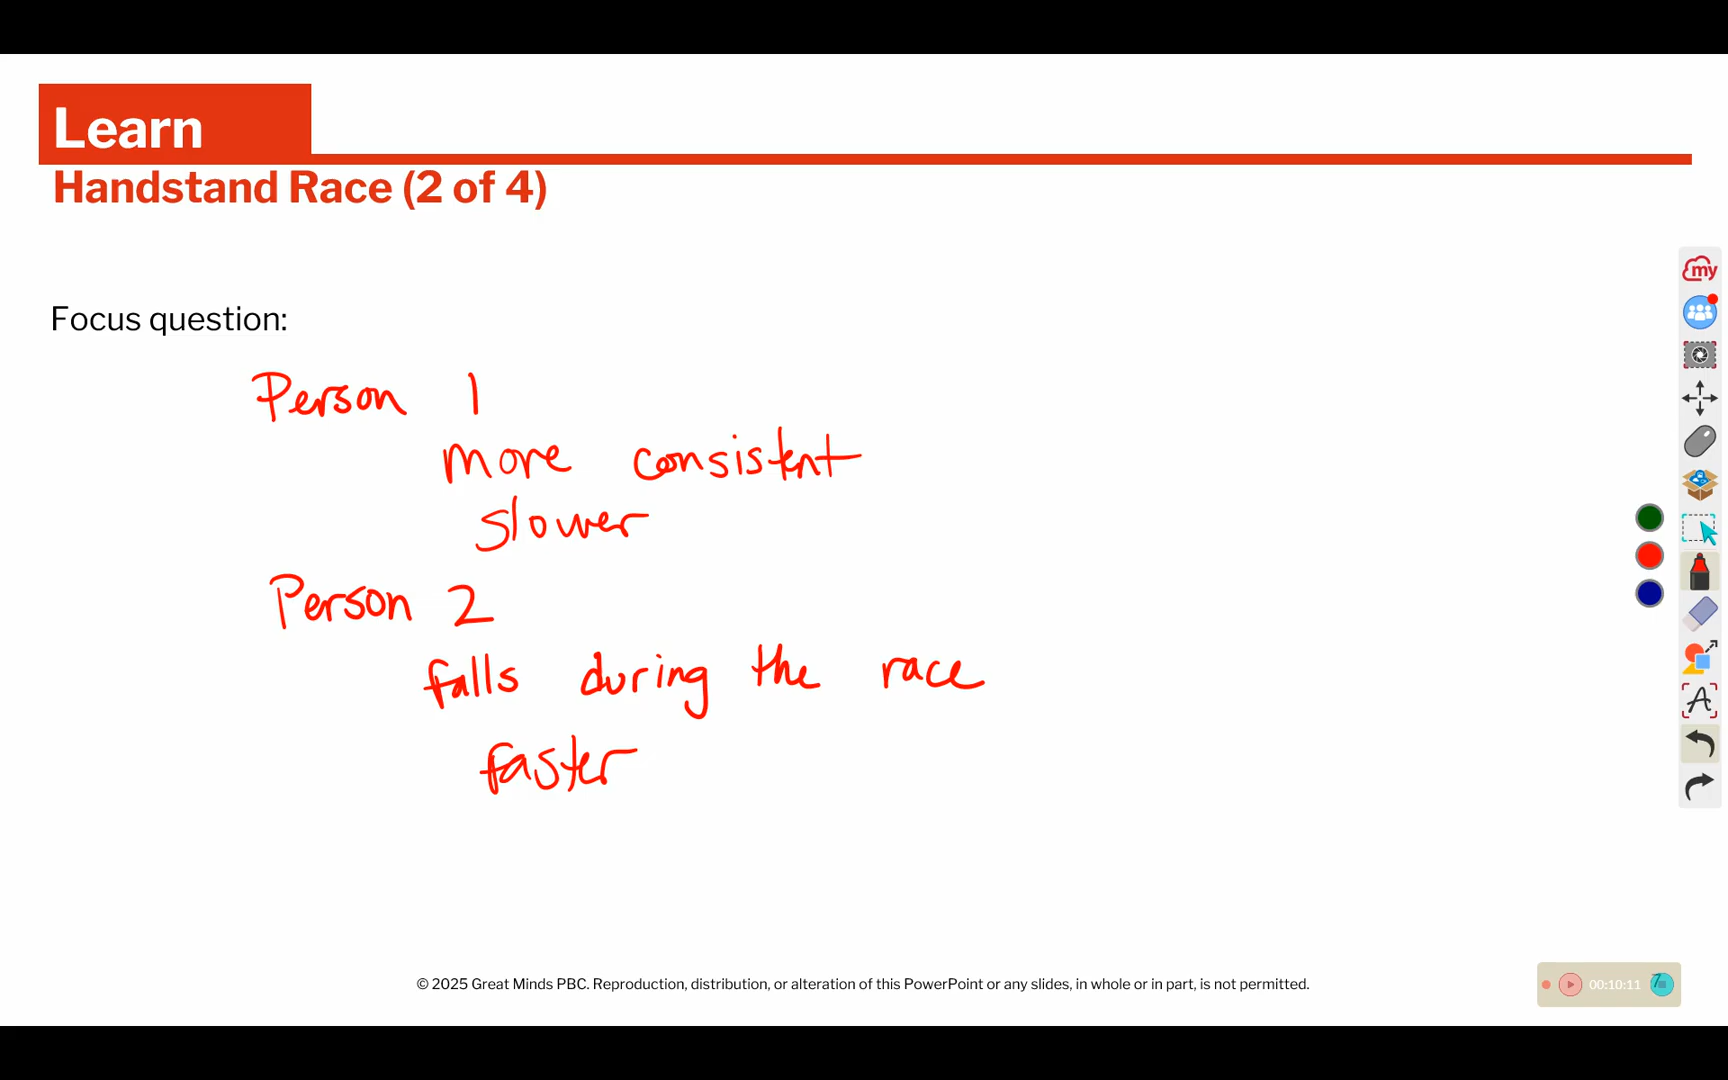 Learn
Handstand Race (2 of 4)
my
Focus question:
Person 1
more consistent
slower
Person 2
falls during the race
faster
A
© 2025 Great Minds PBC. Reproduction, distribution, or alteration of this PowerPoint or any slides, in whole or in part, is not permitted.
00:10:11